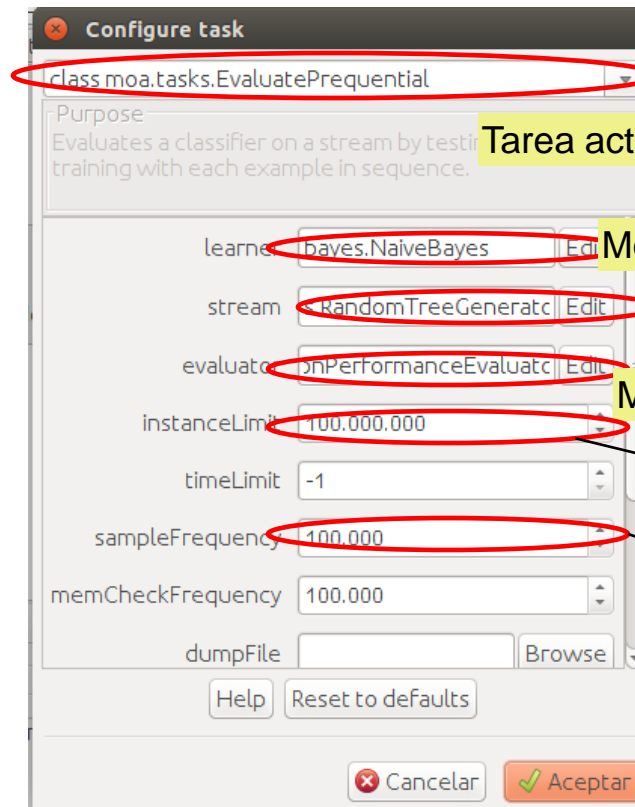 Configure task
class moa.tasks.EvaluatePrequential
Purpose
Evaluates a classifier on a stream by testing
Tarea act
training with each example in sequence.
learner bayes.NaiveBayes Edit
stream s.RandomTreeGenerato Edit
evaluator onPerformanceEvaluato Edit
instanceLimit 100.000.000
timeLimit -1
sampleFrequency 100.000
memCheckFrequency 100.000
dumpFile Browse
Help Reset to defaults
Cancelar Aceptar